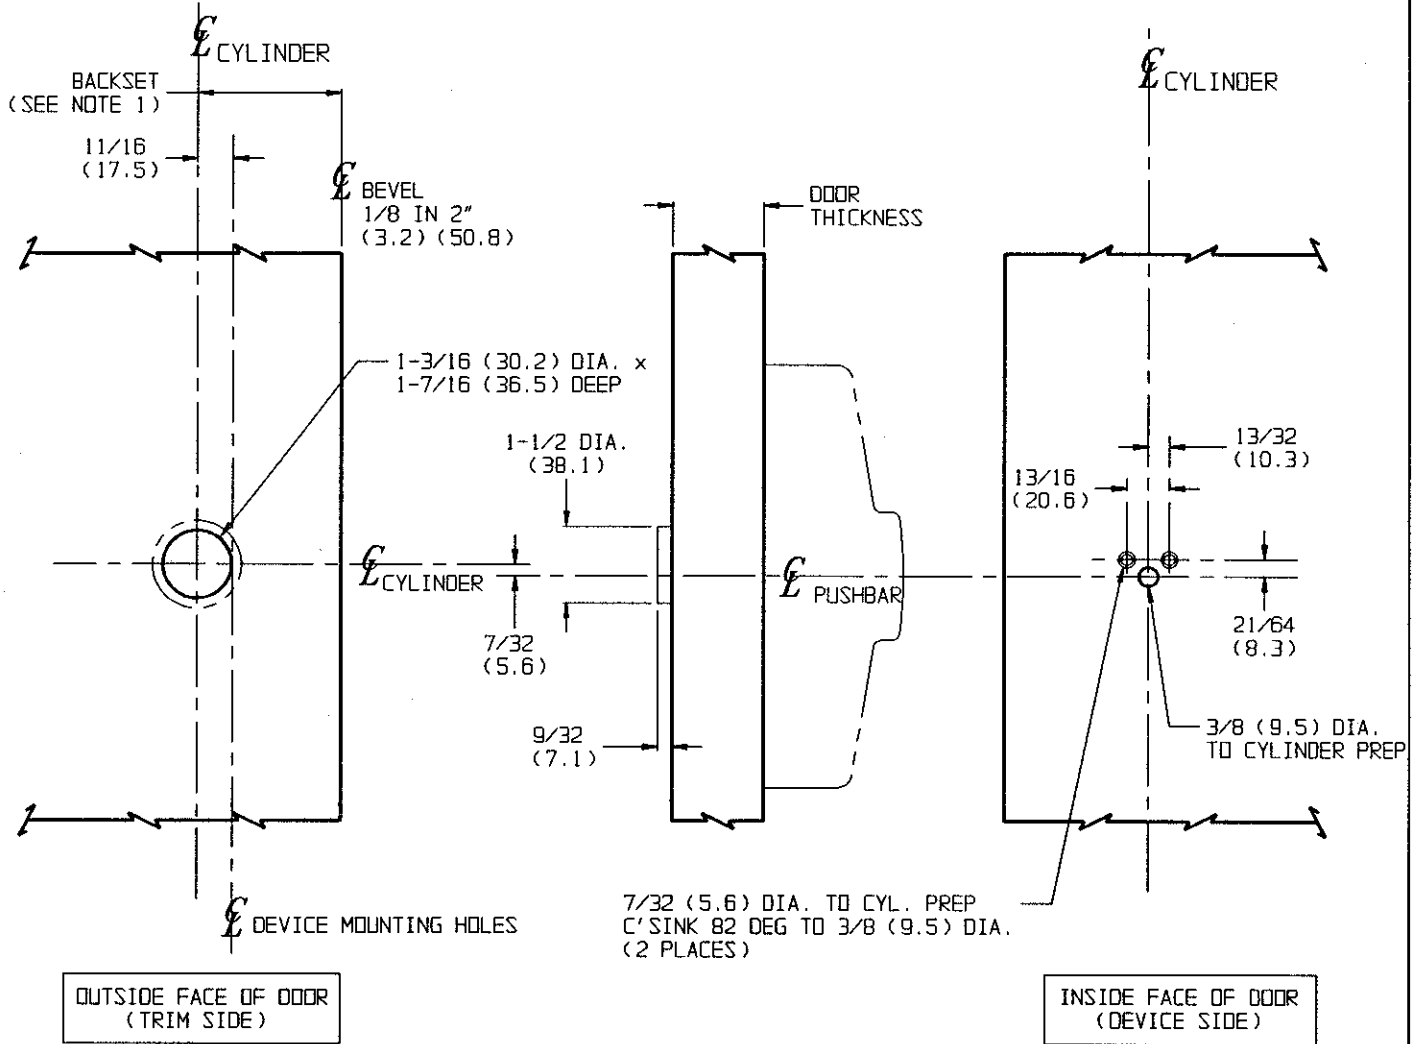 ℄ CYLINDER
BACKSET
(SEE NOTE 1)
11/16
(17.5)
℄ BEVEL
1/8 IN 2"
(3.2) (50.8)
1-3/16 (30.2) DIA. x
1-7/16 (36.5) DEEP
℄ CYLINDER
℄ DEVICE MOUNTING HOLES
OUTSIDE FACE OF DOOR
(TRIM SIDE)
DOOR
THICKNESS
1-1/2 DIA.
(38.1)
7/32
(5.6)
9/32
(7.1)
℄ PUSHBAR
℄ CYLINDER
13/32
(10.3)
13/16
(20.6)
21/64
(8.3)
3/8 (9.5) DIA.
TO CYLINDER PREP
7/32 (5.6) DIA. TO CYL. PREP
C'SINK 82 DEG TO 3/8 (9.5) DIA.
(2 PLACES)
INSIDE FACE OF DOOR
(DEVICE SIDE)